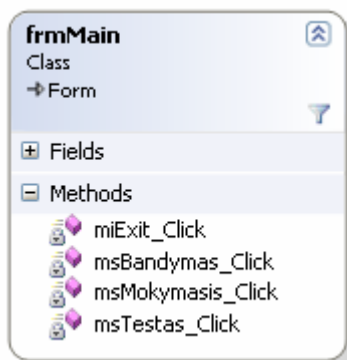 frmMain
Class
Form
Fields
Methods
miExit_Click
msBandymas_Click
msMokymasis_Click
msTestas_Click